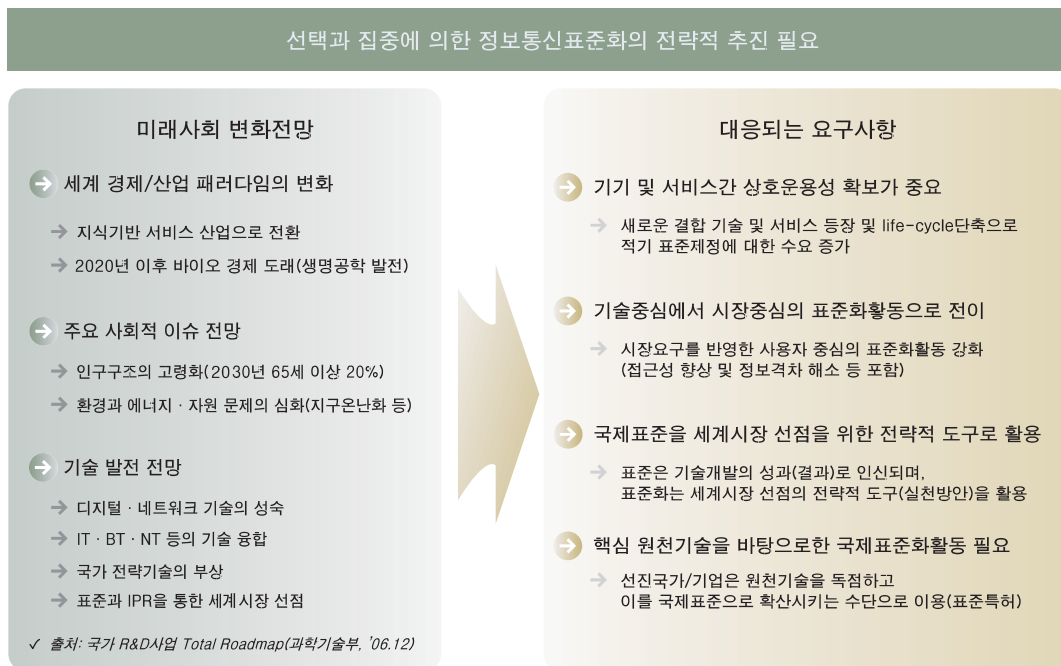 선택과 집중에 의한 정보통신표준화의 전략적 추진 필요
미래사회 변화전망
세계 경제/산업 패러다임의 변화
지식기반 서비스 산업으로 전환
2020년 이후 바이오 경제 도래(생명공학 발전)
주요 사회적 이슈 전망
인구구조의 고령화(2030년 65세 이상 20%)
환경과 에너지 · 자원 문제의 심화(지구온난화 등)
기술 발전 전망
디지털 · 네트워크 기술의 성숙
IT · BT · NT 등의 기술 융합
국가 전략기술의 부상
표준과 IPR을 통한 세계시장 선점
✓ 출처: 국가 R&D사업 Total Roadmap(과학기술부, '06.12)
대응되는 요구사항
기기 및 서비스간 상호운용성 확보가 중요
새로운 결합 기술 및 서비스 등장 및 life-cycle단축으로
적기 표준제정에 대한 수요 증가
기술중심에서 시장중심의 표준화활동으로 전이
시장요구를 반영한 사용자 중심의 표준화활동 강화
(접근성 향상 및 정보격차 해소 등 포함)
국제표준을 세계시장 선점을 위한 전략적 도구로 활용
표준은 기술개발의 성과(결과)로 인신되며,
표준화는 세계시장 선점의 전략적 도구(실천방안)을 활용
핵심 원천기술을 바탕으로한 국제표준화활동 필요
선진국가/기업은 원천기술을 독점하고
이를 국제표준으로 확산시키는 수단으로 이용(표준특허)